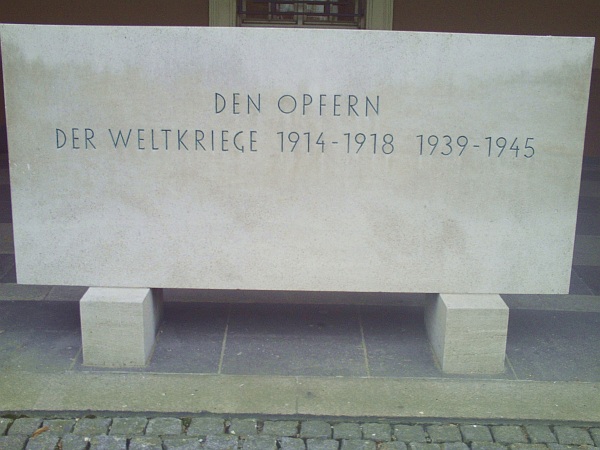 DEN OPFERN
DER WELTKRIEGE 1914-1918 1939-1945